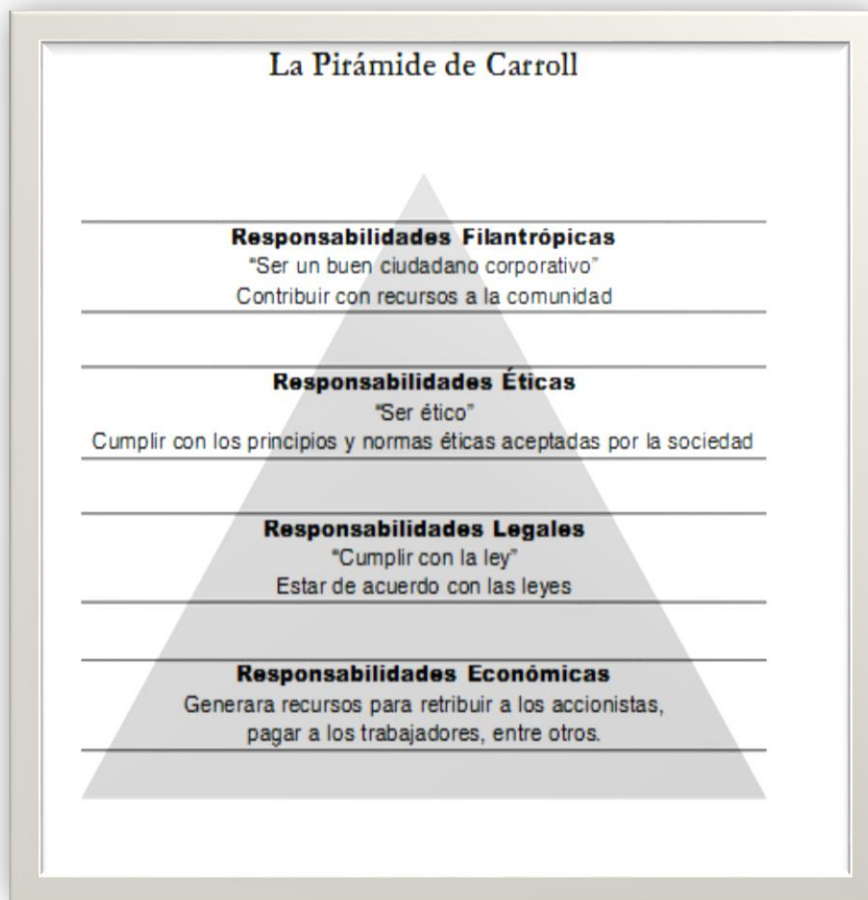 La Pirámide de Carroll
Responsabilidades Filantrópicas
"Ser un buen ciudadano corporativo"
Contribuir con recursos a la comunidad
Responsabilidades Éticas
"Ser ético"
Cumplir con los principios y normas éticas aceptadas por la sociedad
Responsabilidades Legales
"Cumplir con la ley"
Estar de acuerdo con las leyes
Responsabilidades Económicas
Generara recursos para retribuir a los accionistas,
pagar a los trabajadores, entre otros.